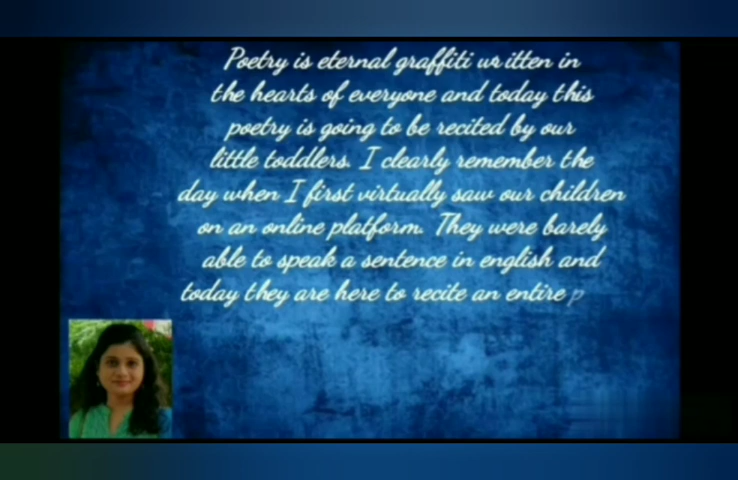 Poetry is eternal graffiti written in
the hearts of everyone and today this
poetry is going to be recited by our
little toddlers. I clearly remember the
day when I first virtually saw our children
on an online platform. They were barely
able to speak a sentence in english and
today they are here to recite an entire p